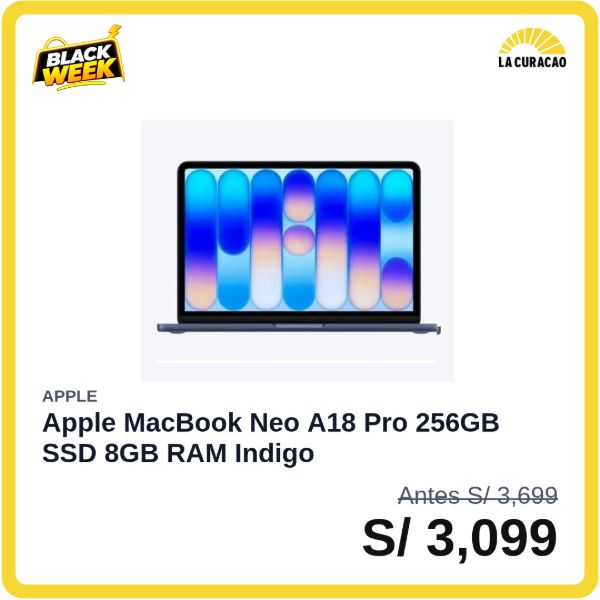 BLACK
WEEK
LA CURACAO
APPLE
Apple MacBook Neo A18 Pro 256GB
SSD 8GB RAM Indigo
Antes S/ 3,699
S/ 3,099